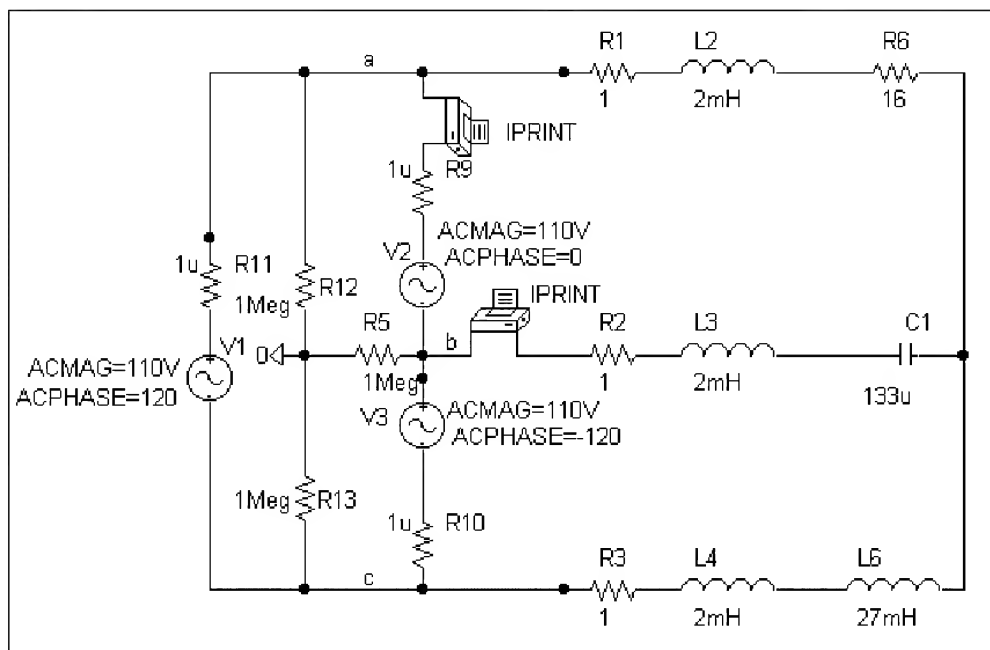 R1
L2
R6
a
1
2mH
16
IPRINT
1u
R9
ACMAG=110V
V2
ACPHASE=0
1u
R11
R12
1Meg
IPRINT
R5
b
R2
L3
C1
V1
0
1Meg
1
2mH
133u
ACMAG=110V
ACPHASE=120
V3
ACMAG=110V
ACPHASE=-120
1Meg
R13
1u
R10
c
R3
L4
L6
1
2mH
27mH